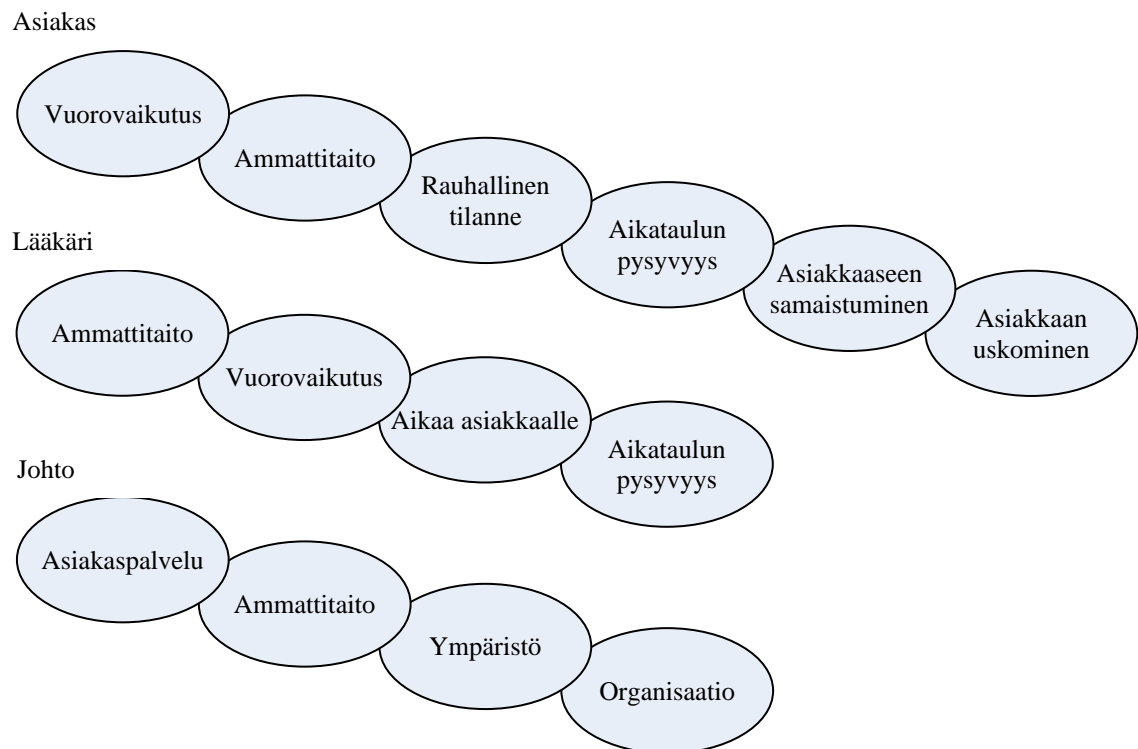 Asiakas
Vuorovaikutus
Ammattitaito
Rauhallinen
tilanne
Aikataulun
pysyvyys
Asiakkaaseen
samaistuminen
Asiakkaan
uskominen
Lääkäri
Ammattitaito
Vuorovaikutus
Aikaa asiakkaalle
Aikataulun
pysyvyys
Johto
Asiakaspalvelu
Ammattitaito
Ympäristö
Organisaatio